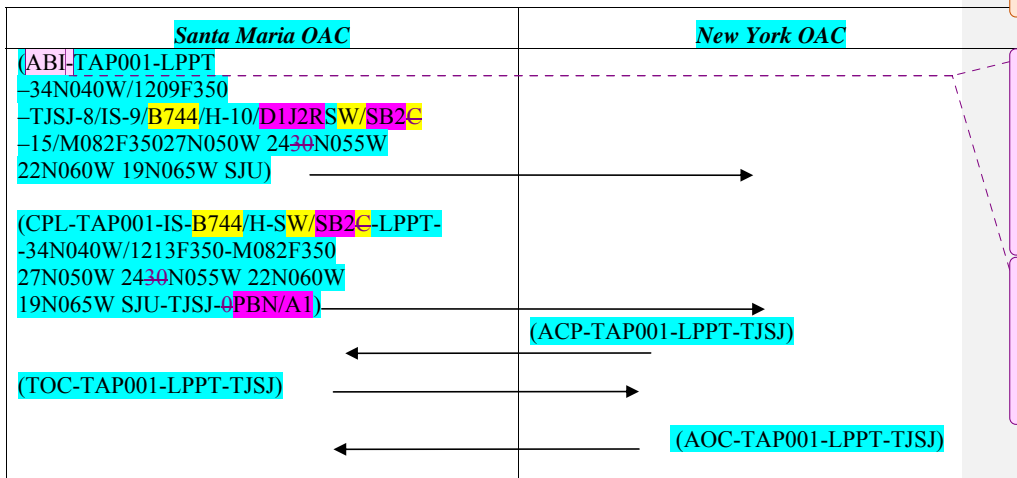 Santa Maria OAC
New York OAC
(ABI-TAP001-LPPT
–34N040W/1209F350
–TJSJ-8/IS-9/B744/H-10/D1J2RSW/SB2C
–15/M082F35027N050W 2430N055W
22N060W 19N065W SJU)
(CPL-TAP001-IS-B744/H-SW/SB2C-LPPT-
-34N040W/1213F350-M082F350
27N050W 2430N055W 22N060W
19N065W SJU-TJSJ-0PBN/A1)
(ACP-TAP001-LPPT-TJSJ)
(TOC-TAP001-LPPT-TJSJ)
(AOC-TAP001-LPPT-TJSJ)